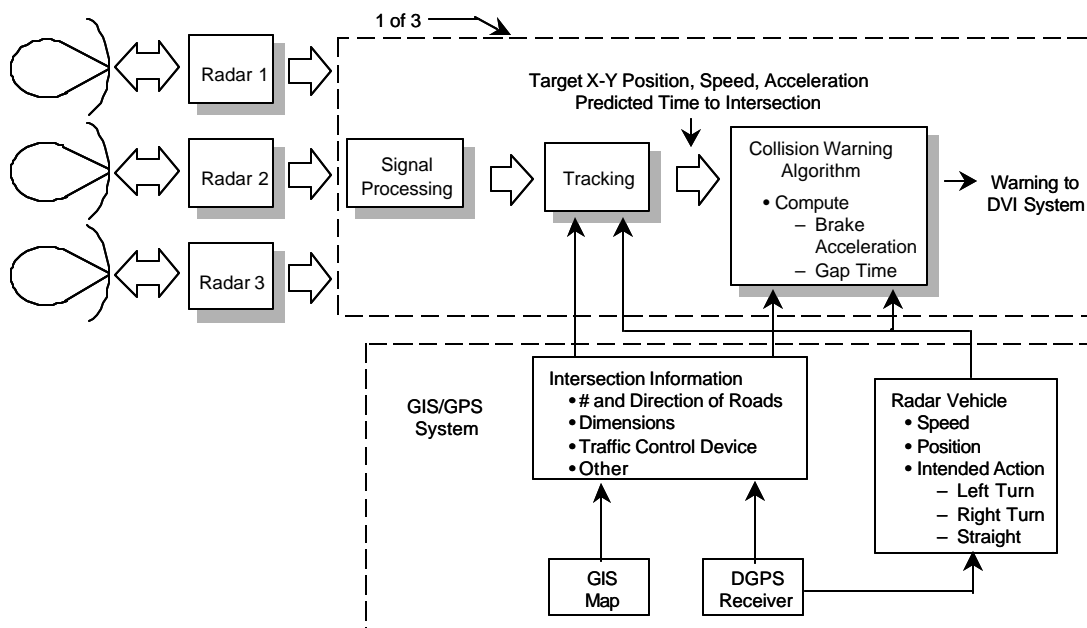 1 of 3
Radar 1
Radar 2
Radar 3
Signal
Processing
Tracking
Target X-Y Position, Speed, Acceleration
Predicted Time to Intersection
Collision Warning
Algorithm
• Compute
– Brake
Acceleration
– Gap Time
Warning to
DVI System
GIS/GPS
System
Intersection Information
• # and Direction of Roads
• Dimensions
• Traffic Control Device
• Other
Radar Vehicle
• Speed
• Position
• Intended Action
– Left Turn
– Right Turn
– Straight
GIS
Map
DGPS
Receiver